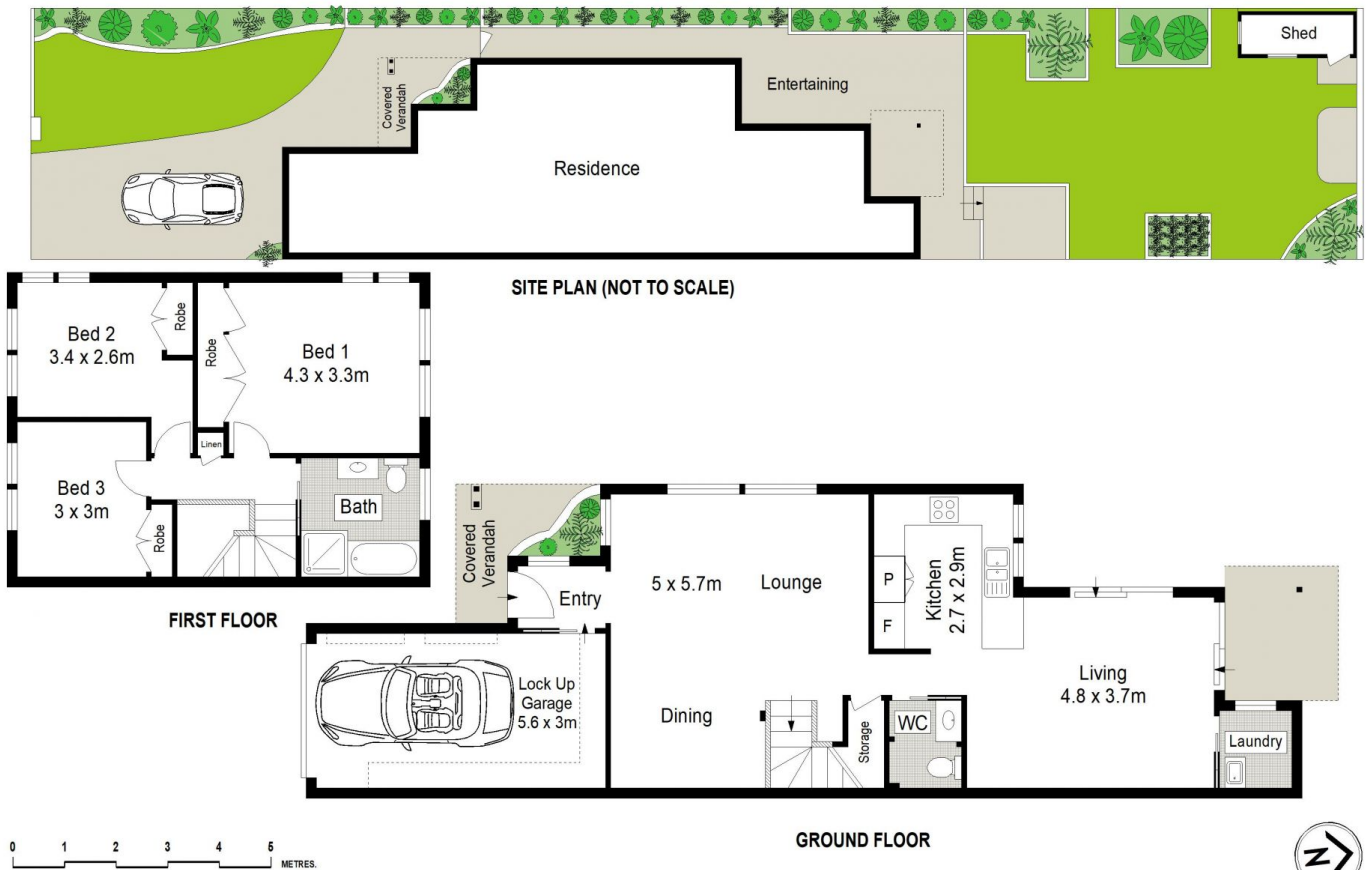 Shed
Covered
Verandah
Entertaining
Residence
SITE PLAN (NOT TO SCALE)
Bed 2
3.4 x 2.6m
Robe
Robe
Bed 1
4.3 x 3.3m
Linen
Bed 3
3 x 3m
Robe
Bath
FIRST FLOOR
Covered
Verandah
Entry
5 x 5.7m
Lounge
P
F
Kitchen
2.7 x 2.9m
Lock Up
Garage
5.6 x 3m
Dining
Storage
WC
Living
4.8 x 3.7m
Laundry
GROUND FLOOR
0 1 2 3 4 5
METRES.
N